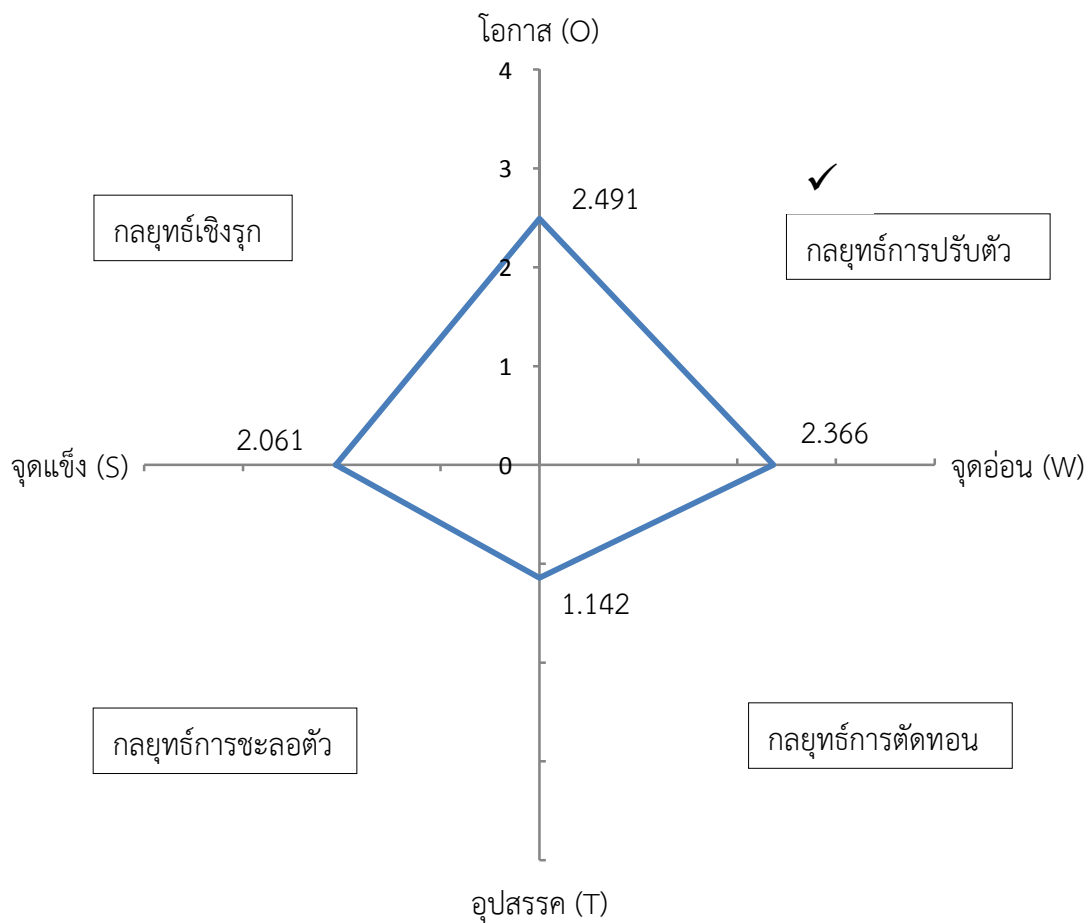 โอกาส (O)
4
3
✓
2.491
กลยุทธ์เชิงรุก
กลยุทธ์การปรับตัว
2
1
2.061
2.366
จุดแข็ง (S)
0
จุดอ่อน (W)
1.142
กลยุทธ์การชะลอตัว
กลยุทธ์การตัดทอน
อุปสรรค (T)